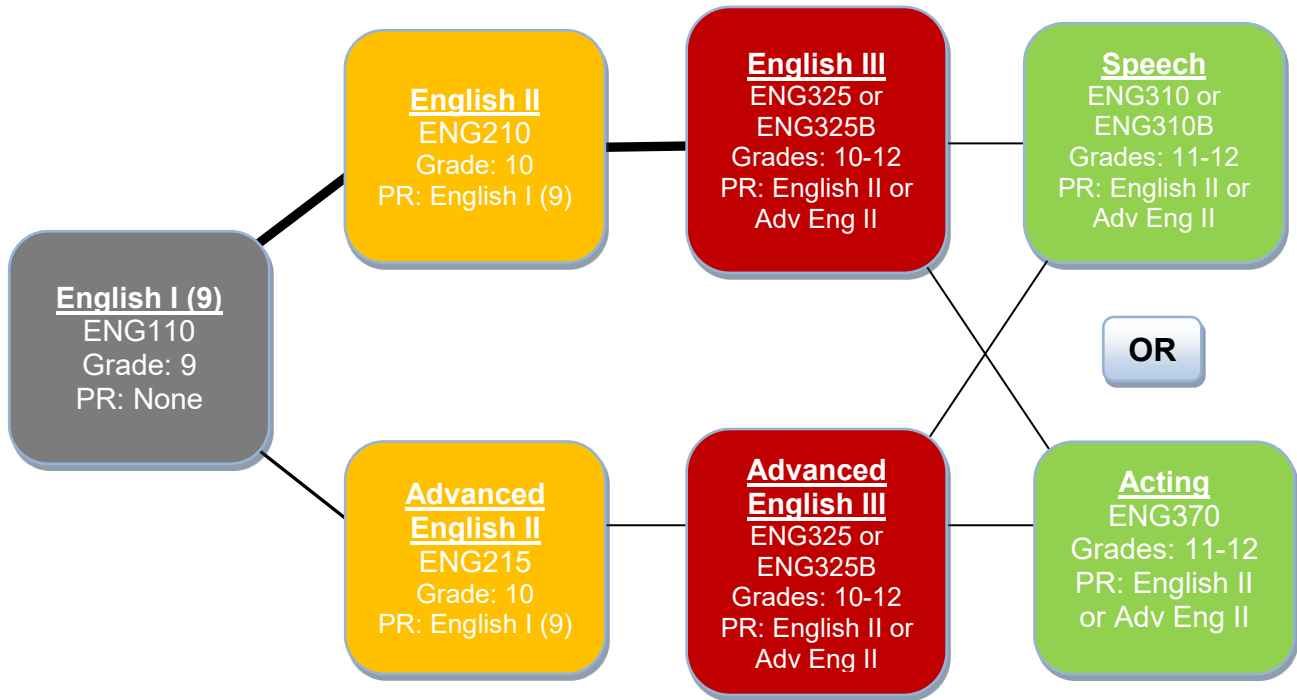 English I (9)
ENG110
Grade: 9
PR: None
English II
ENG210
Grade: 10
PR: English I (9)
Advanced
English II
ENG215
Grade: 10
PR: English I (9)
English III
ENG325 or
ENG325B
Grades: 10-12
PR: English II or
Adv Eng II
Advanced
English III
ENG325 or
ENG325B
Grades: 10-12
PR: English II or
Adv Eng II
Speech
ENG310 or
ENG310B
Grades: 11-12
PR: English II or
Adv Eng II
OR
Acting
ENG370
Grades: 11-12
PR: English II
or Adv Eng II